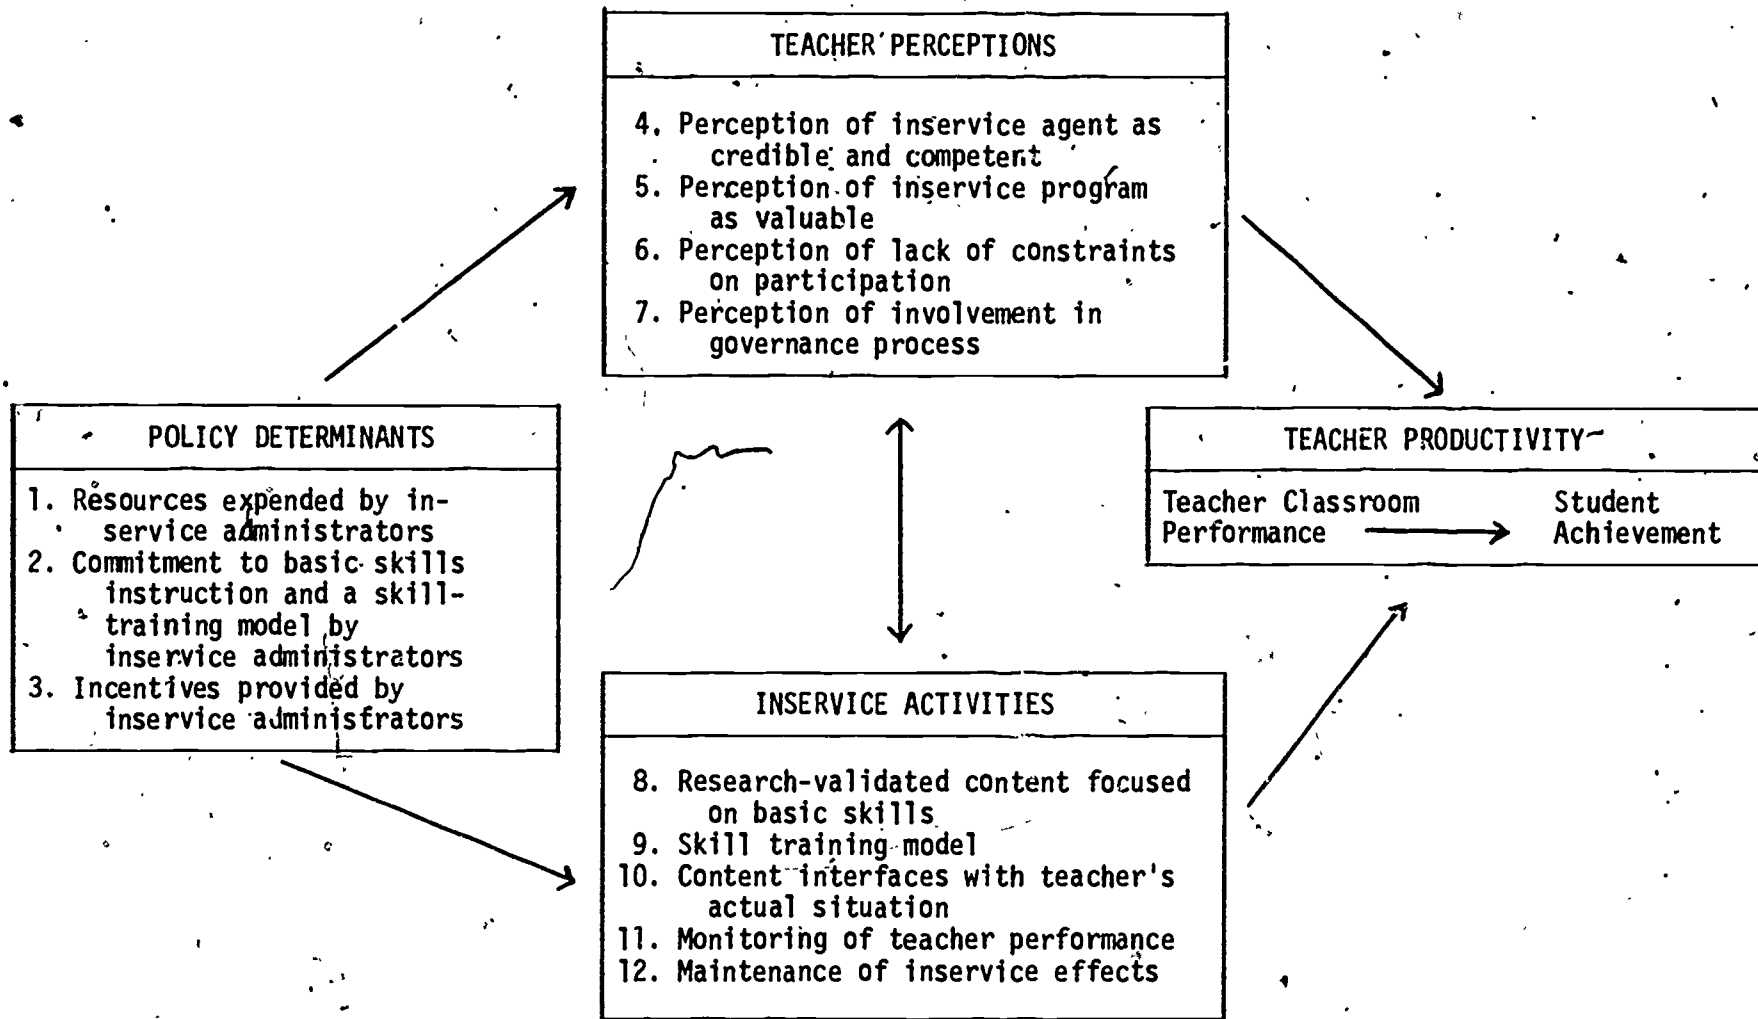 TEACHER PERCEPTIONS
4. Perception of inservice agent as
credible and competent
5. Perception of inservice program
as valuable
6. Perception of lack of constraints
on participation
7. Perception of involvement in
governance process
POLICY DETERMINANTS
1. Resources expended by in-
service administrators
2. Commitment to basic skills
instruction and a skill-
training model by
inservice administrators
3. Incentives provided by
inservice administrators
TEACHER PRODUCTIVITY
Teacher Classroom
Performance
Student
Achievement
INSERVICE ACTIVITIES
8. Research-validated content focused
on basic skills
9. Skill training model
10. Content interfaces with teacher's
actual situation
11. Monitoring of teacher performance
12. Maintenance of inservice effects